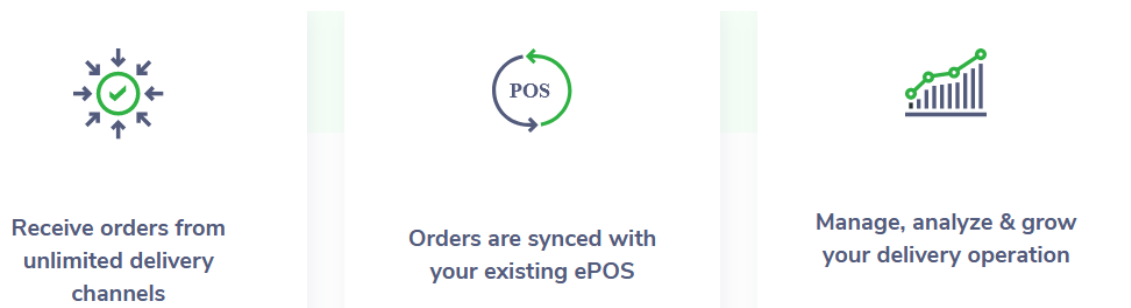 POS
Receive orders from
unlimited delivery
channels
Orders are synced with
your existing ePOS
Manage, analyze & grow
your delivery operation